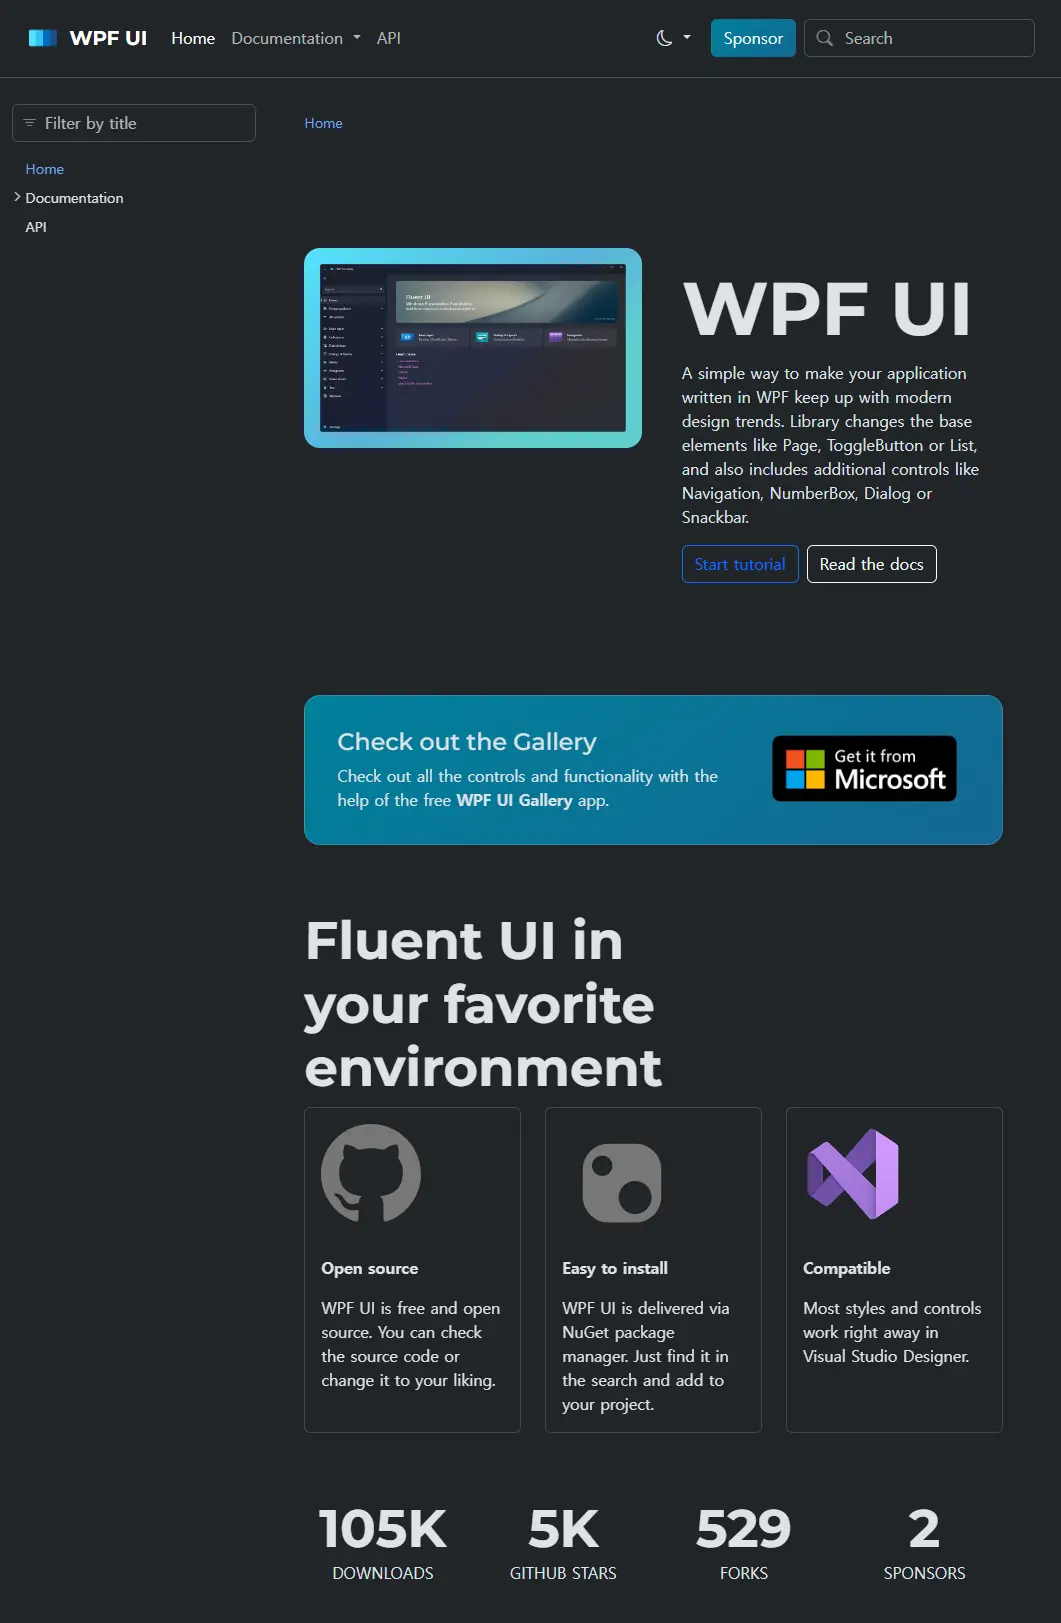 WPF UI
Home
Documentation
API
Sponsor
Search
Filter by title
Home
Documentation
API
Home
Fluent UI
Windows Presentation Foundation
WPF UI
A simple way to make your application
written in WPF keep up with modern
design trends. Library changes the base
elements like Page, ToggleButton or List,
and also includes additional controls like
Navigation, NumberBox, Dialog or
Snackbar.
Start tutorial
Read the docs
Check out the Gallery
Check out all the controls and functionality with the
help of the free WPF UI Gallery app.
Get it from
Microsoft
Fluent UI in
your favorite
environment
Open source
WPF UI is free and open
source. You can check
the source code or
change it to your liking.
Easy to install
WPF UI is delivered via
NuGet package
manager. Just find it in
the search and add to
your project.
Compatible
Most styles and controls
work right away in
Visual Studio Designer.
105K
DOWNLOADS
5K
GITHUB STARS
529
FORKS
2
SPONSORS